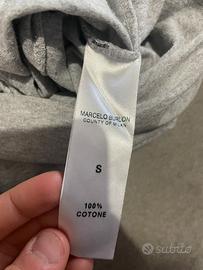 MARCELO BURLON
COUNTY OF MILAN
S
100%
COTONE
subito